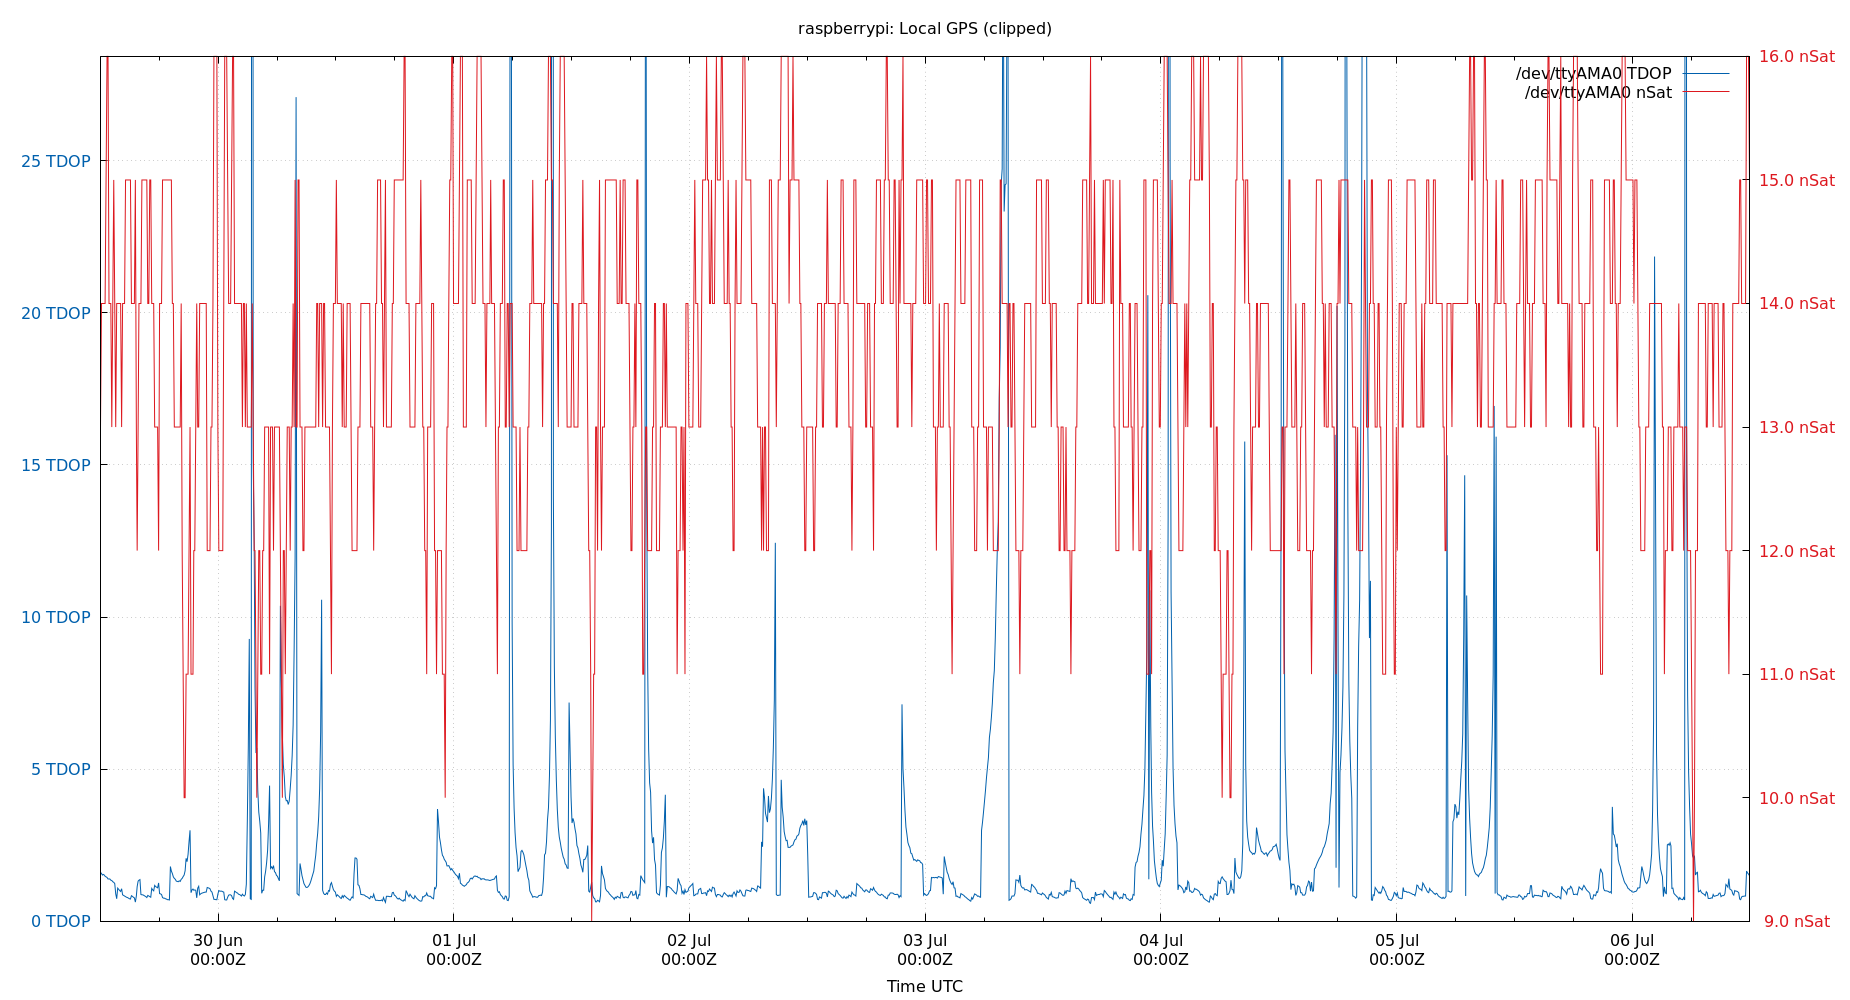 raspberrypi: Local GPS (clipped)
/dev/ttyAMA0 TDOP
/dev/ttyAMA0 nSat
25 TDOP
20 TDOP
15 TDOP
10 TDOP
5 TDOP
0 TDOP
16.0 nSat
15.0 nSat
14.0 nSat
13.0 nSat
12.0 nSat
11.0 nSat
10.0 nSat
9.0 nSat
30 Jun 01 Jul 02 Jul 03 Jul 04 Jul 05 Jul 06 Jul
00:00Z 00:00Z 00:00Z 00:00Z 00:00Z 00:00Z 00:00Z
Time UTC